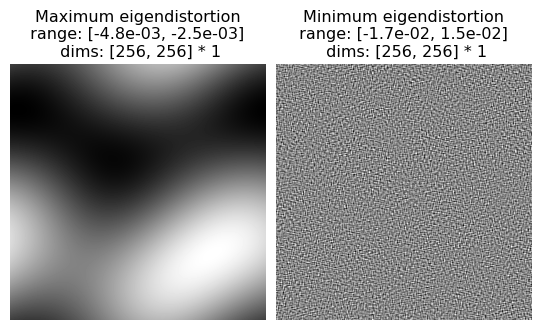 Maximum eigendistortion
range: [-4.8e-03, -2.5e-03]
dims: [256, 256] * 1
Minimum eigendistortion
range: [-1.7e-02, 1.5e-02]
dims: [256, 256] * 1